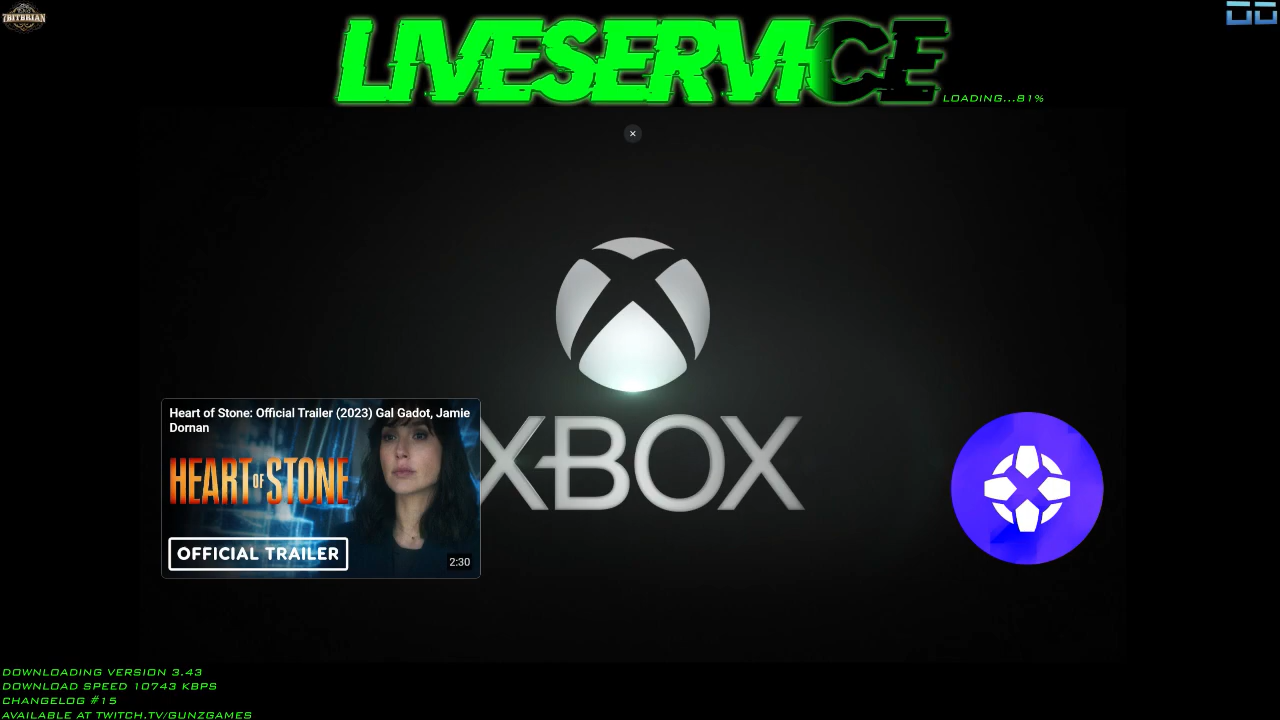 7BITBRIAN
LIVESERVICE
LOADING...81%
Heart of Stone: Official Trailer (2023) Gal Gadot, Jamie
Dornan
HEART OF STONE
OFFICIAL TRAILER
2:30
XBOX
DOWNLOADING VERSION 3.43
DOWNLOAD SPEED 10743 KBPS
CHANGELOG #15
AVAILABLE AT TWITCH.TV/GUNZGAMES